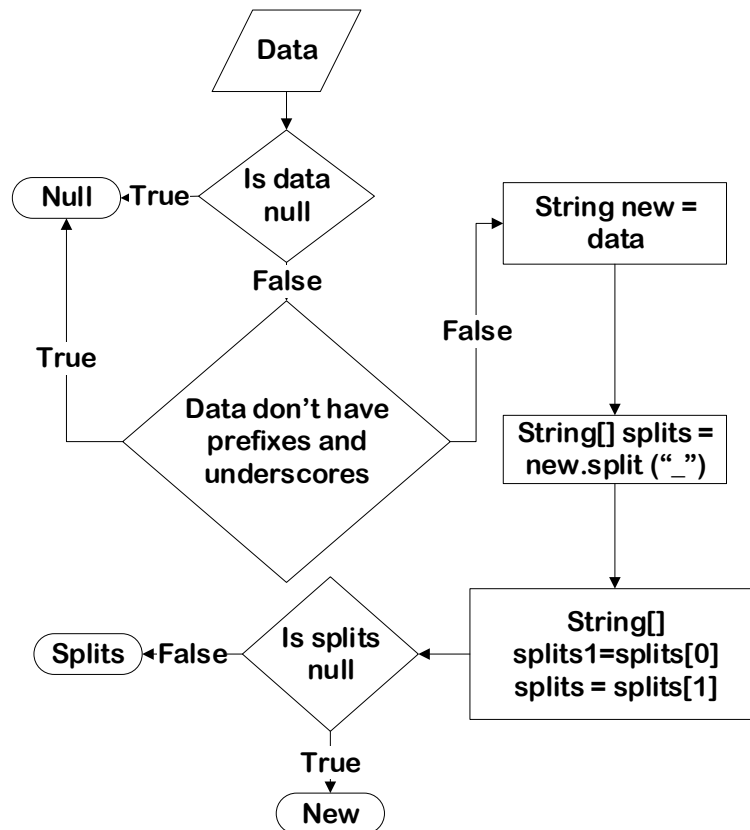 Data
Is data
null
True
Null
False
True
Data don't have
prefixes and
underscores
False
String new =
data
String[] splits =
new.split (“_”)
String[]
splits1=splits[0]
splits = splits[1]
Is splits
null
False
Splits
True
New